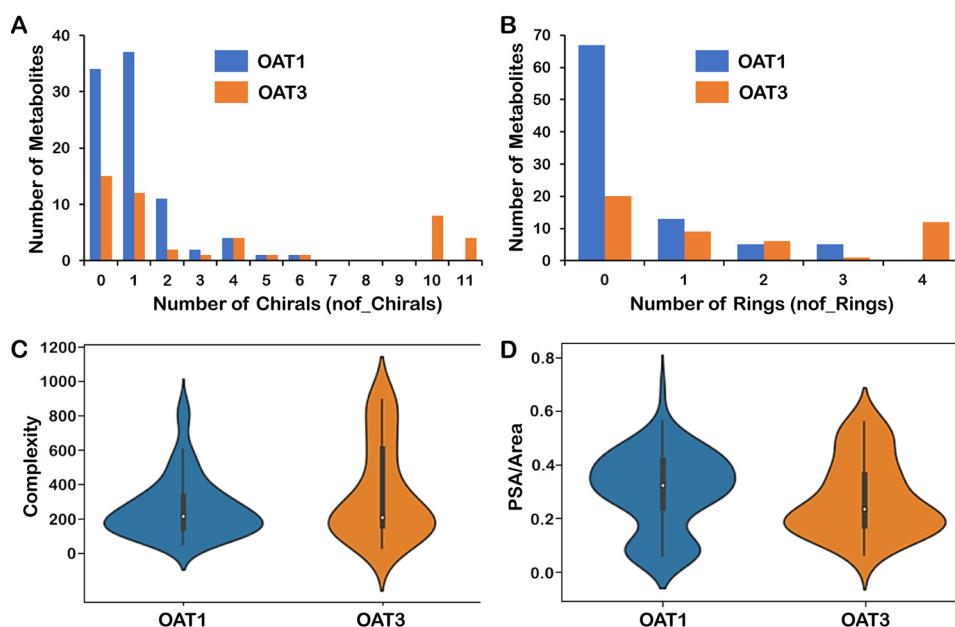 A
Number of Metabolites
40
30
20
10
0
OAT1
OAT3
0 1 2 3 4 5 6 7 8 9 10 11
Number of Chirals (nof_Chirals)
B
Number of Metabolites
70
60
50
40
30
20
10
0
OAT1
OAT3
0 1 2 3 4
Number of Rings (nof_Rings)
C
Complexity
1200
1000
800
600
400
200
0
OAT1 OAT3
D
PSA/Area
0.8
0.6
0.4
0.2
0.0
OAT1 OAT3